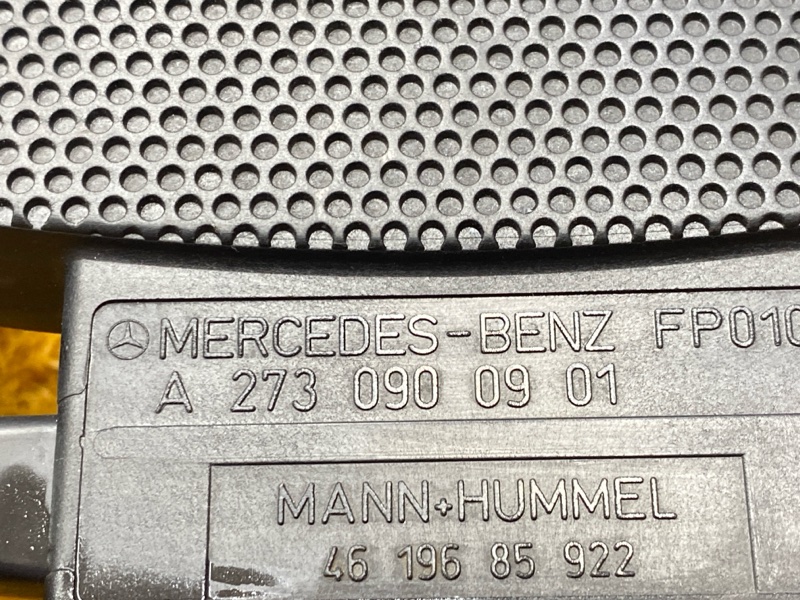 MERCEDES-BENZ FP010
A 273 090 09 01
MANN+HUMMEL
46 196 85 922